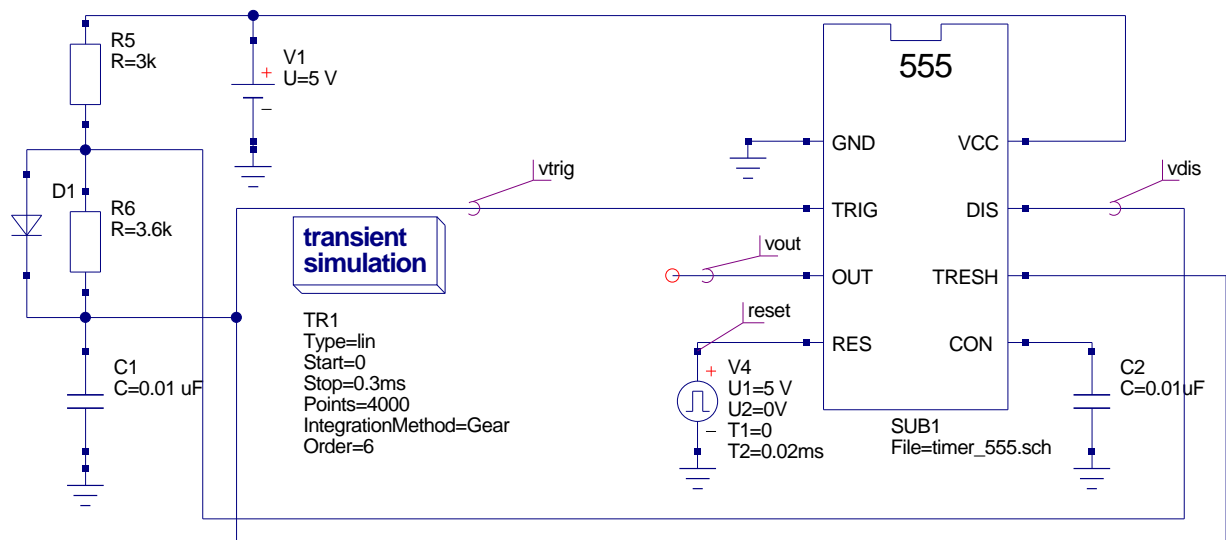 R5
R=3k
V1
U=5 V
555
GND
VCC
vtrig
vdis
D1
R6
R=3.6k
TRIG
DIS
transient
simulation
vout
OUT
TRESH
TR1
Type=lin
Start=0
Stop=0.3ms
Points=4000
IntegrationMethod=Gear
Order=6
reset
RES
CON
C1
C=0.01 uF
V4
U1=5 V
U2=0V
T1=0
T2=0.02ms
C2
C=0.01uF
SUB1
File=timer_555.sch